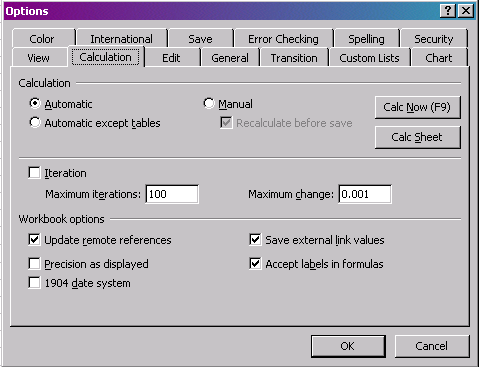 Options
Color International Save Error Checking Spelling Security
View Calculation Edit General Transition Custom Lists Chart
Calculation
Automatic Manual Calc Now (F9)
Automatic except tables Recalculate before save
Calc Sheet
Iteration
Maximum iterations: 100 Maximum change: 0.001
Workbook options
Update remote references Save external link values
Precision as displayed Accept labels in formulas
1904 date system
OK Cancel